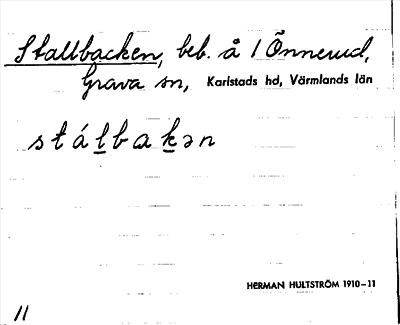 Stallbacken, beb. å 1 Önnerud,
Grava sn, Karlstads hd, Värmlands län
stálbakən
HERMAN HULTSTRÖM 1910-11
11